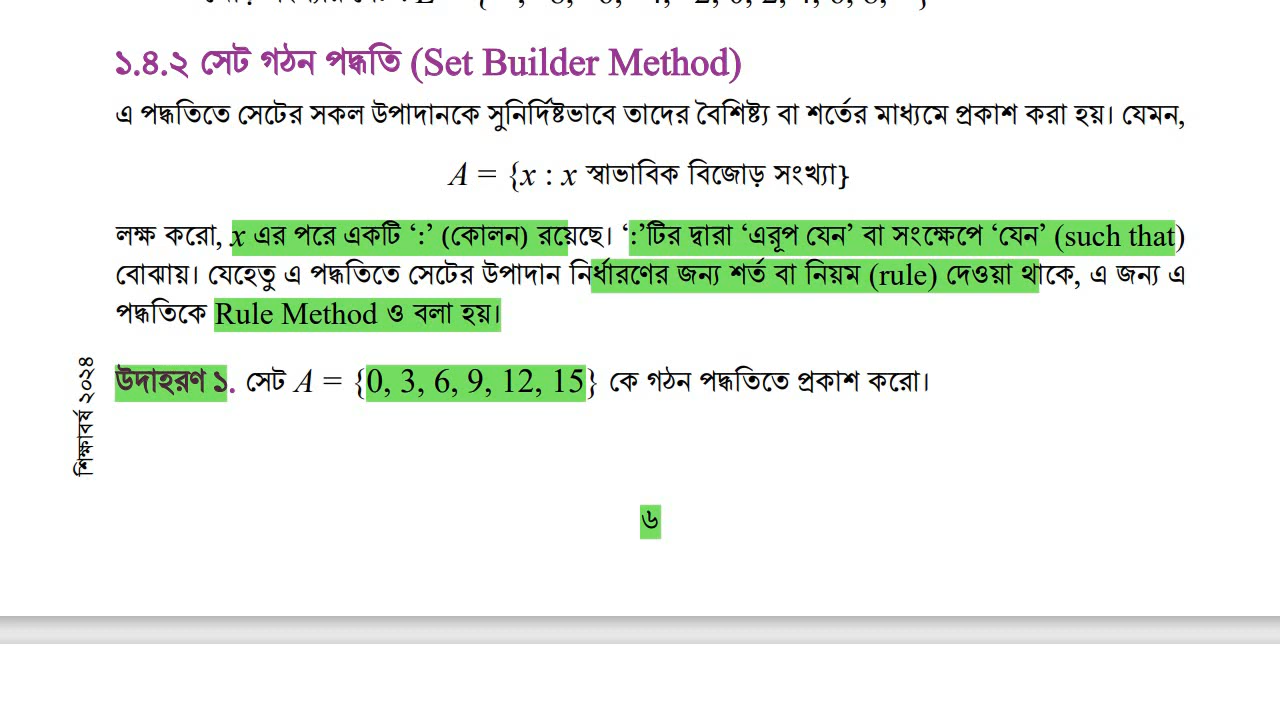 ১.৪.২ সেট গঠন পদ্ধতি (Set Builder Method)
এ পদ্ধতিতে সেটের সকল উপাদানকে সুনির্দিষ্টভাবে তাদের বৈশিষ্ট্য বা শর্তের মাধ্যমে প্রকাশ করা হয়। যেমন,
A = {x : x স্বাভাবিক বিজোড় সংখ্যা}
লক্ষ করো, x এর পরে একটি ‘:’ (কোলন) রয়েছে। ‘:’টির দ্বারা ‘এরূপ যেন’ বা সংক্ষেপে ‘যেন’ (such that)
বোঝায়। যেহেতু এ পদ্ধতিতে সেটের উপাদান নির্ধারণের জন্য শর্ত বা নিয়ম (rule) দেওয়া থাকে, এ জন্য এ
পদ্ধতিকে Rule Method ও বলা হয়।
উদাহরণ ১. সেট A = {0, 3, 6, 9, 12, 15} কে গঠন পদ্ধতিতে প্রকাশ করো।
শিক্ষাবর্ষ ২০২৪
৬